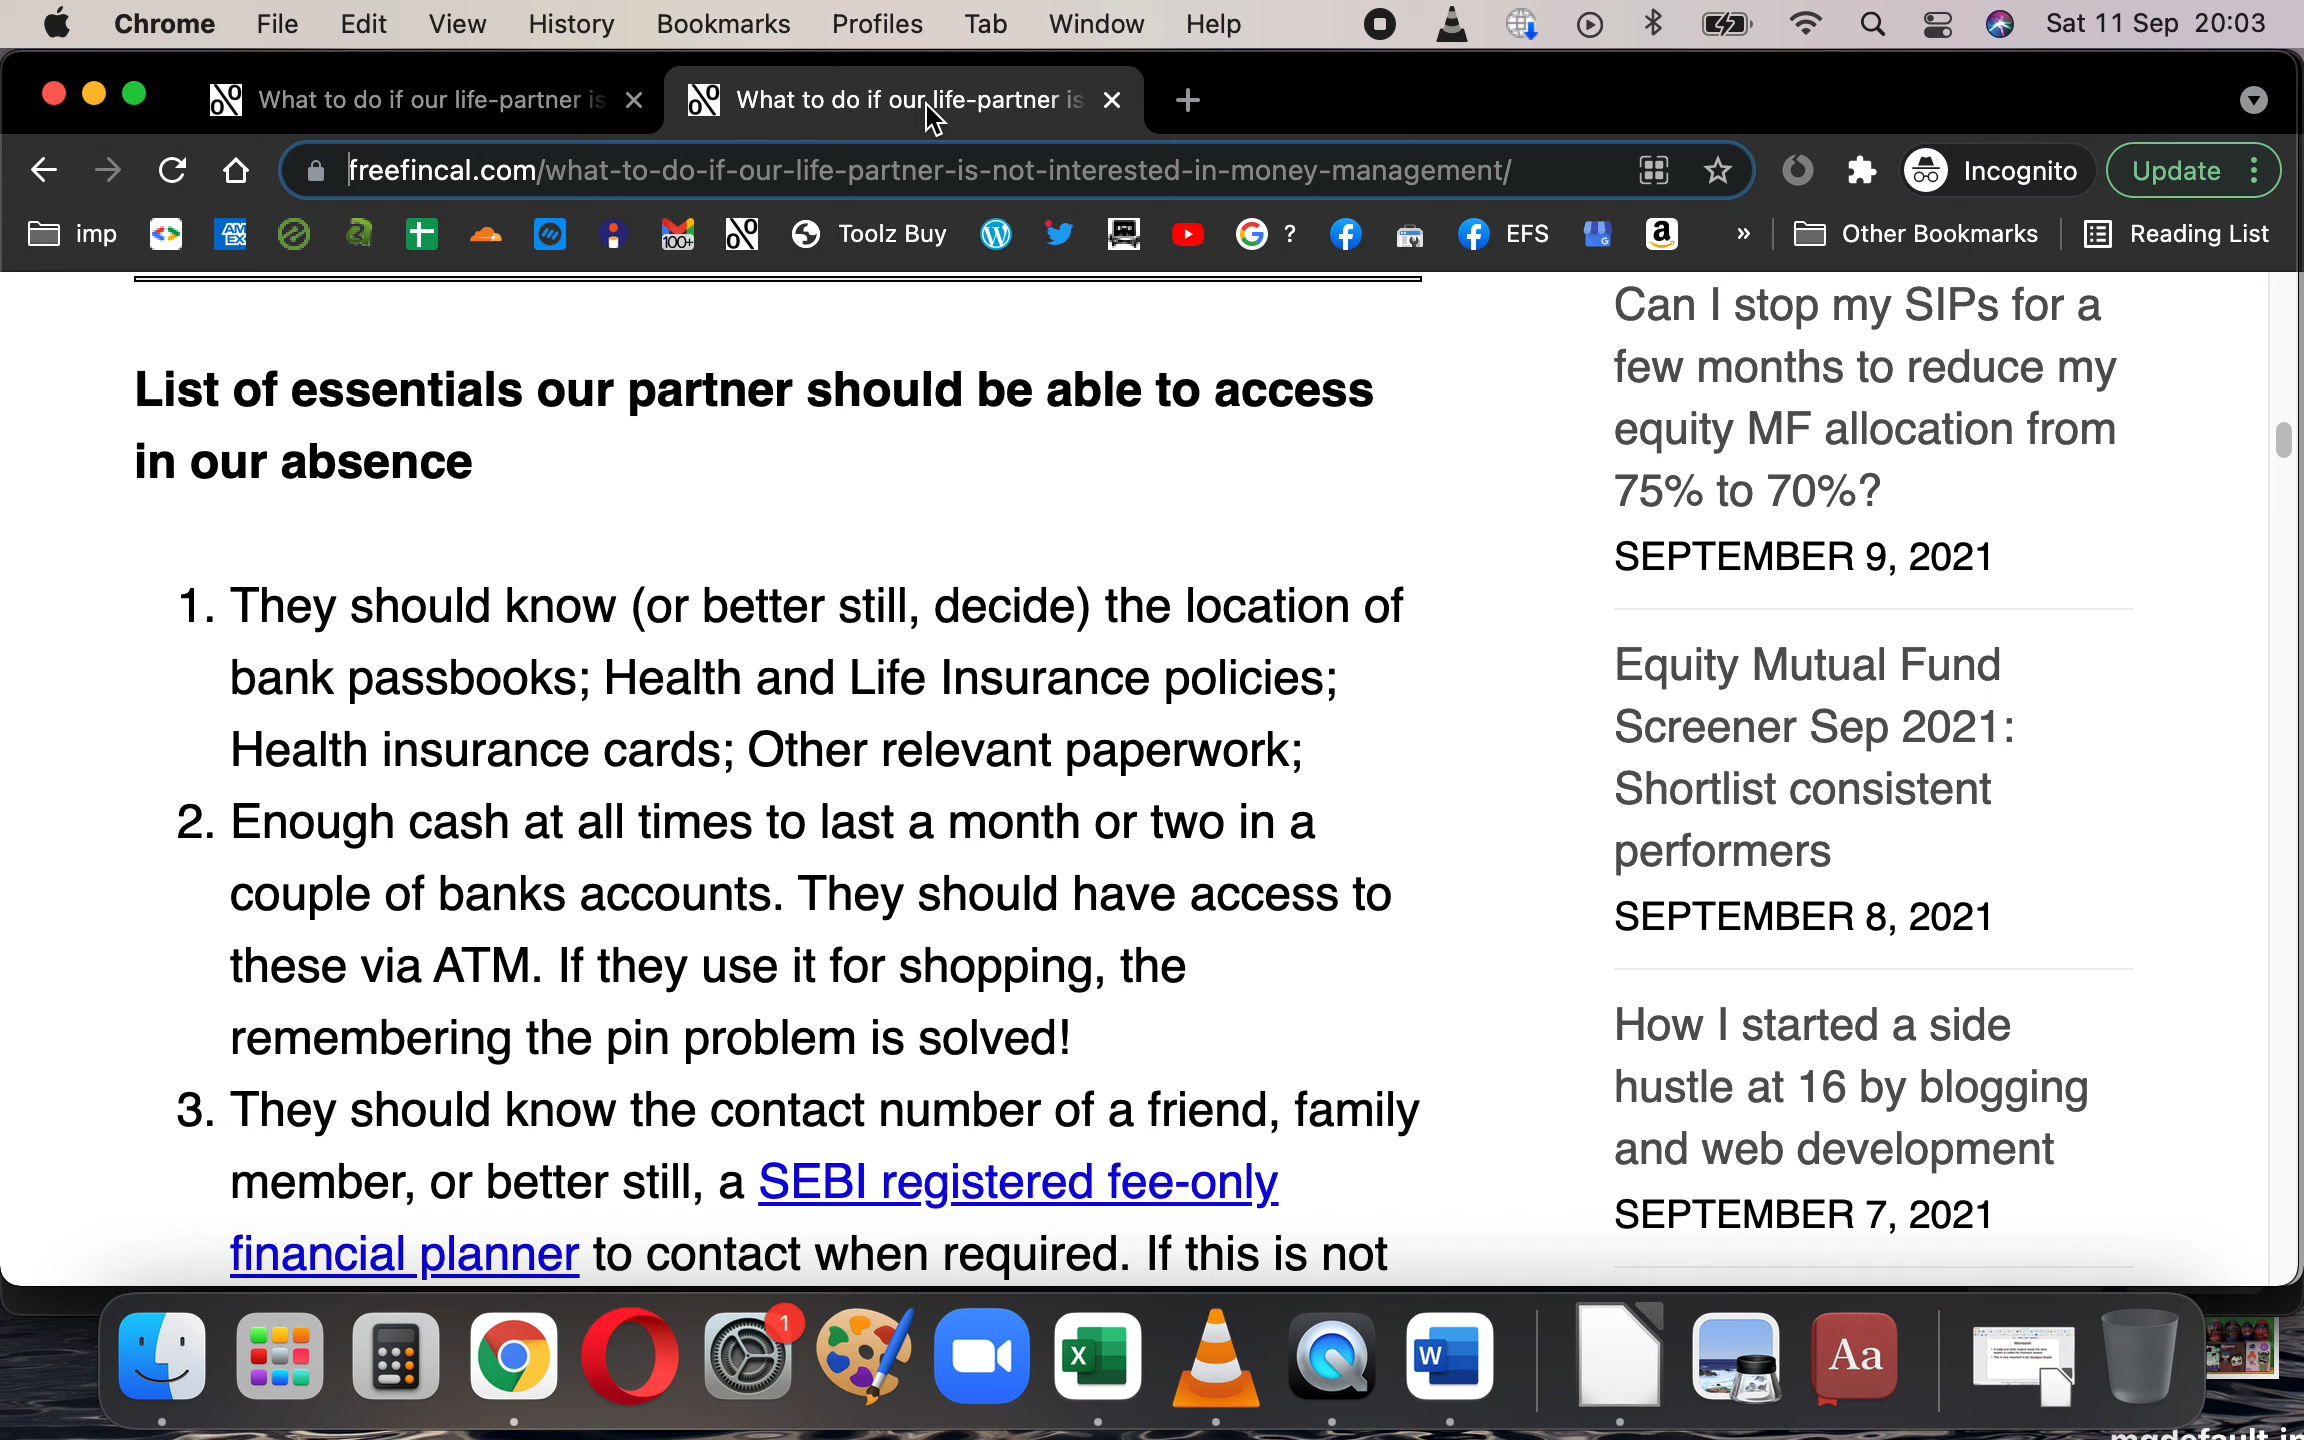 Chrome File Edit View History Bookmarks Profiles Tab Window Help Sat 11 Sep 20:03
What to do if our life-partner is What to do if our life-partner is
freefincal.com/what-to-do-if-our-life-partner-is-not-interested-in-money-management/ Incognito Update
imp AM EX 100+ Toolz Buy ? EFS » Other Bookmarks Reading List
List of essentials our partner should be able to access
in our absence
1. They should know (or better still, decide) the location of
bank passbooks; Health and Life Insurance policies;
Health insurance cards; Other relevant paperwork;
2. Enough cash at all times to last a month or two in a
couple of banks accounts. They should have access to
these via ATM. If they use it for shopping, the
remembering the pin problem is solved!
3. They should know the contact number of a friend, family
member, or better still, a SEBI registered fee-only
financial planner to contact when required. If this is not
Can I stop my SIPs for a
few months to reduce my
equity MF allocation from
75% to 70%?
SEPTEMBER 9, 2021
Equity Mutual Fund
Screener Sep 2021:
Shortlist consistent
performers
SEPTEMBER 8, 2021
How I started a side
hustle at 16 by blogging
and web development
SEPTEMBER 7, 2021
1
X W Aa